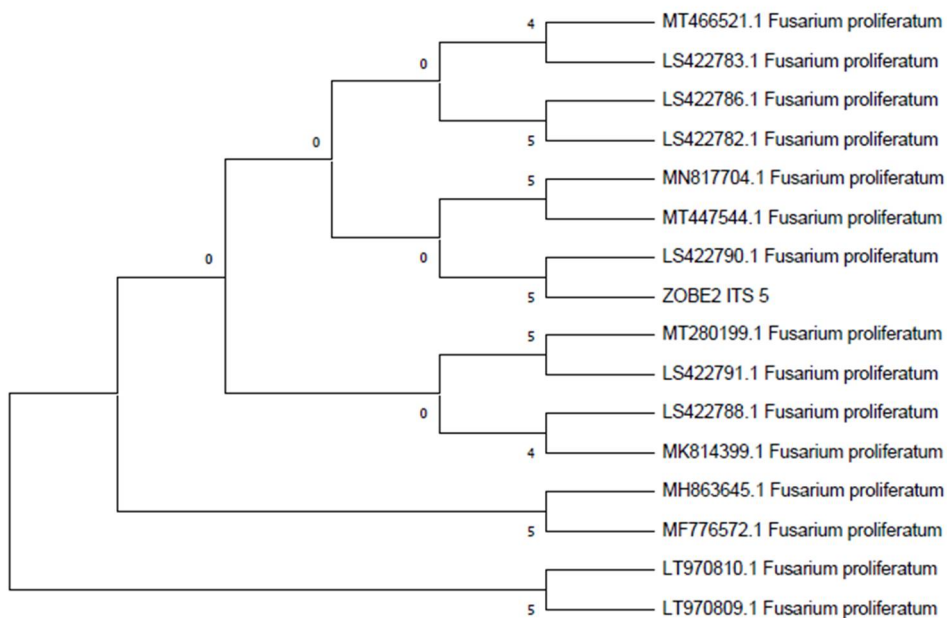 4
MT466521.1 Fusarium proliferatum
0
LS422783.1 Fusarium proliferatum
LS422786.1 Fusarium proliferatum
0
5
LS422782.1 Fusarium proliferatum
5
MN817704.1 Fusarium proliferatum
MT447544.1 Fusarium proliferatum
0
0
LS422790.1 Fusarium proliferatum
5
ZOBE2 ITS 5
5
MT280199.1 Fusarium proliferatum
LS422791.1 Fusarium proliferatum
0
LS422788.1 Fusarium proliferatum
4
MK814399.1 Fusarium proliferatum
MH863645.1 Fusarium proliferatum
5
MF776572.1 Fusarium proliferatum
LT970810.1 Fusarium proliferatum
5
LT970809.1 Fusarium proliferatum